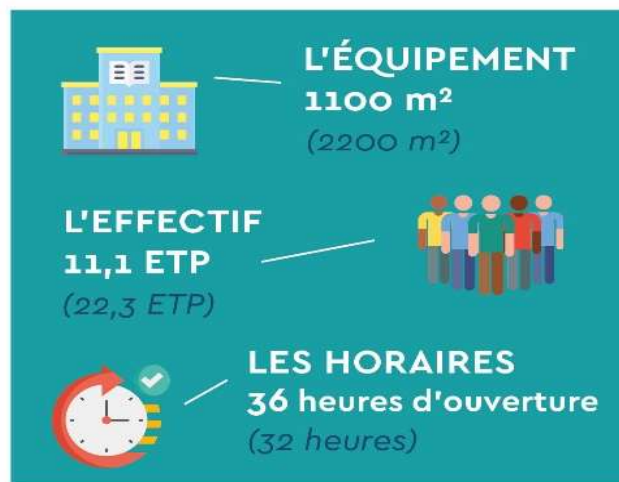 L'ÉQUIPEMENT
1100 m²
(2200 m²)
L'EFFECTIF
11,1 ETP
(22,3 ETP)
LES HORAIRES
36 heures d'ouverture
(32 heures)